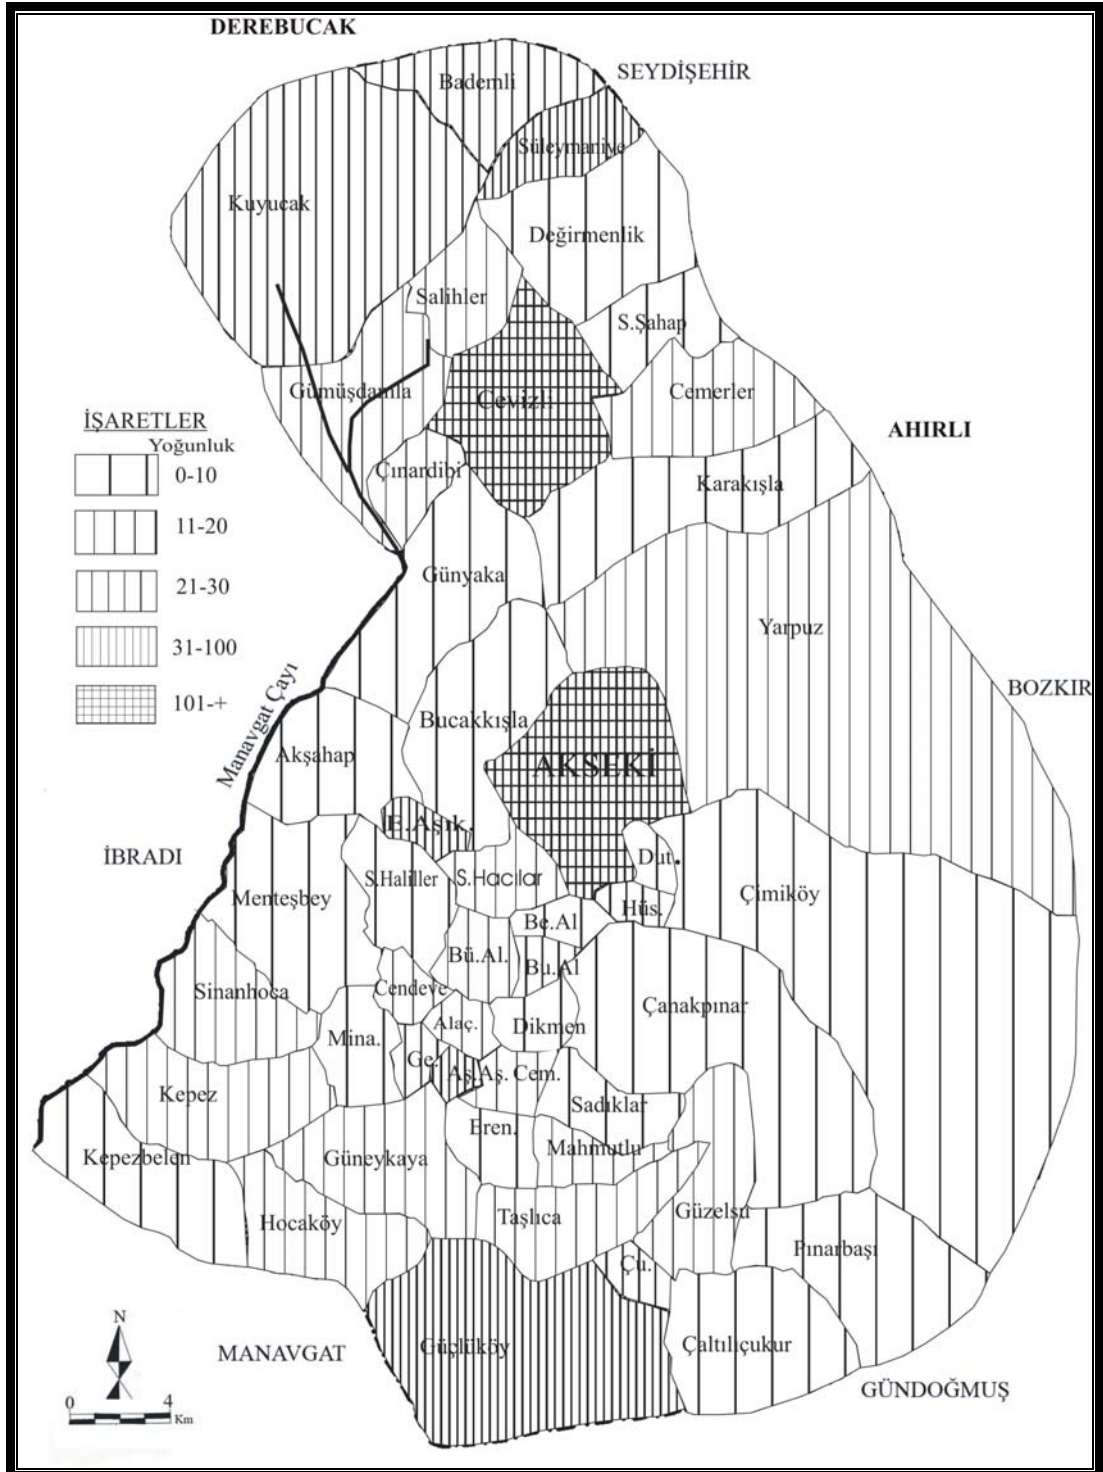 DEREBUCAK
SEYDİŞEHİR
Bademli
Süleymaniye
Kuyucak
Değirmenlik
Salihler
S.Şahap
Gümüşdamla
Cevizli
Cemerler
AHIRLI
İŞARETLER
Yoğunluk
0-10
11-20
21-30
31-100
101-+
Çınardibi
Karakışla
Günyaka
Yarpuz
BOZKIR
Manavgat Çayı
Bucakkışla
Akşahap
AKSEKİ
E.Aşık.
İBRADI
Dut.
S.Haliller
S.Hacılar
Menteşbey
Çimiköy
Hüs.
Be.Al
Bü.Al.
Bu.Al
Sinanhoca
Cendeve
Çanakpınar
Alaç.
Dikmen
Mina.
Ge.
Aş.Aş.
Cem.
Kepez
Sadıklar
Eren.
Mahmutlu
Kepezbelen
Güneykaya
Hocaköy
Taşlıca
Güzelsu
Pınarbaşı
Çu.
Güçlüköy
Çaltılıçukur
N
MANAVGAT
GÜNDOĞMUŞ
0 4
Km